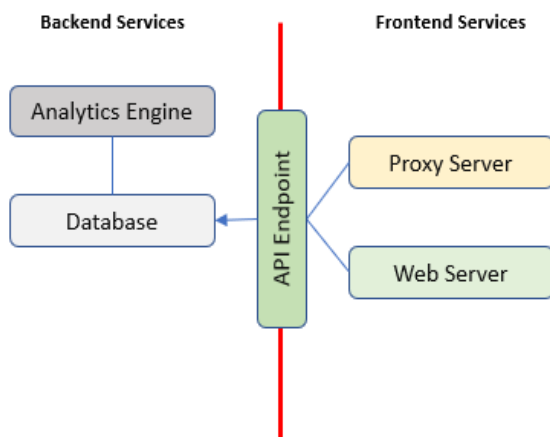 Backend Services
Frontend Services
Analytics Engine
Database
API Endpoint
Proxy Server
Web Server